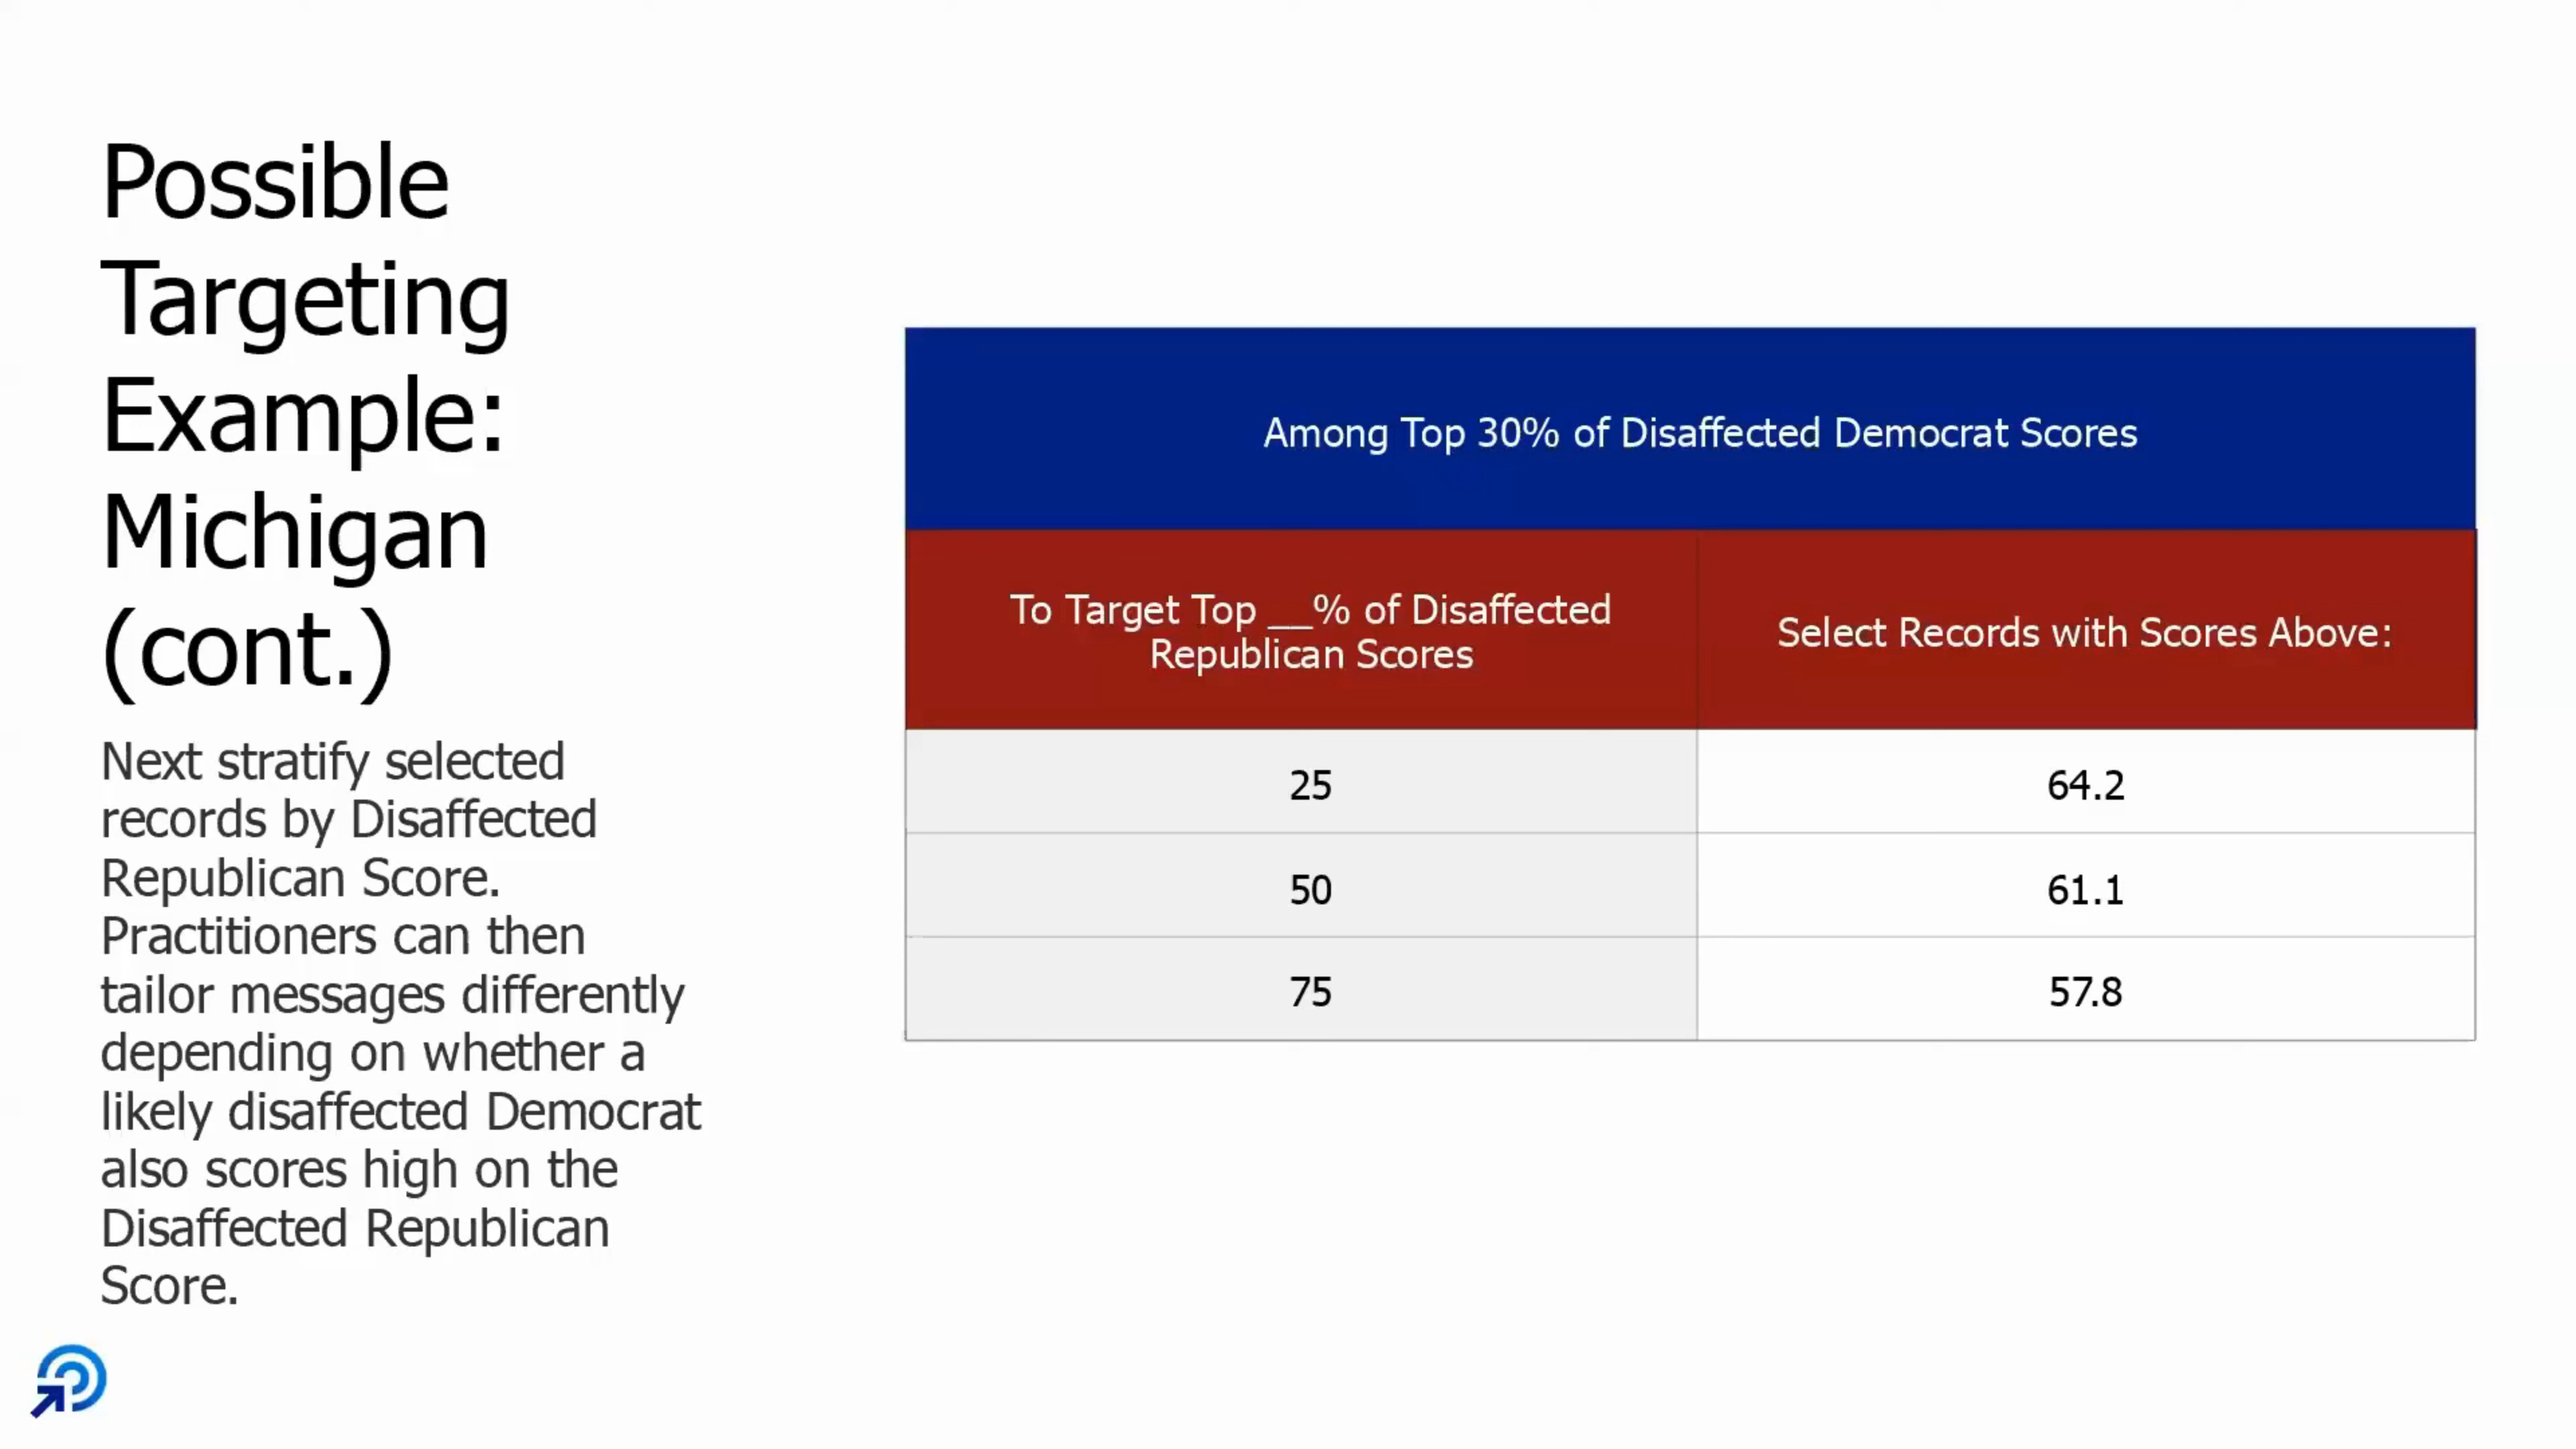 Possible
Targeting
Example:
Michigan
(cont.)
Next stratify selected
records by Disaffected
Republican Score.
Practitioners can then
tailor messages differently
depending on whether a
likely disaffected Democrat
also scores high on the
Disaffected Republican
Score.
Among Top 30% of Disaffected Democrat Scores
To Target Top __% of Disaffected
Republican Scores
Select Records with Scores Above:
25
64.2
50
61.1
75
57.8